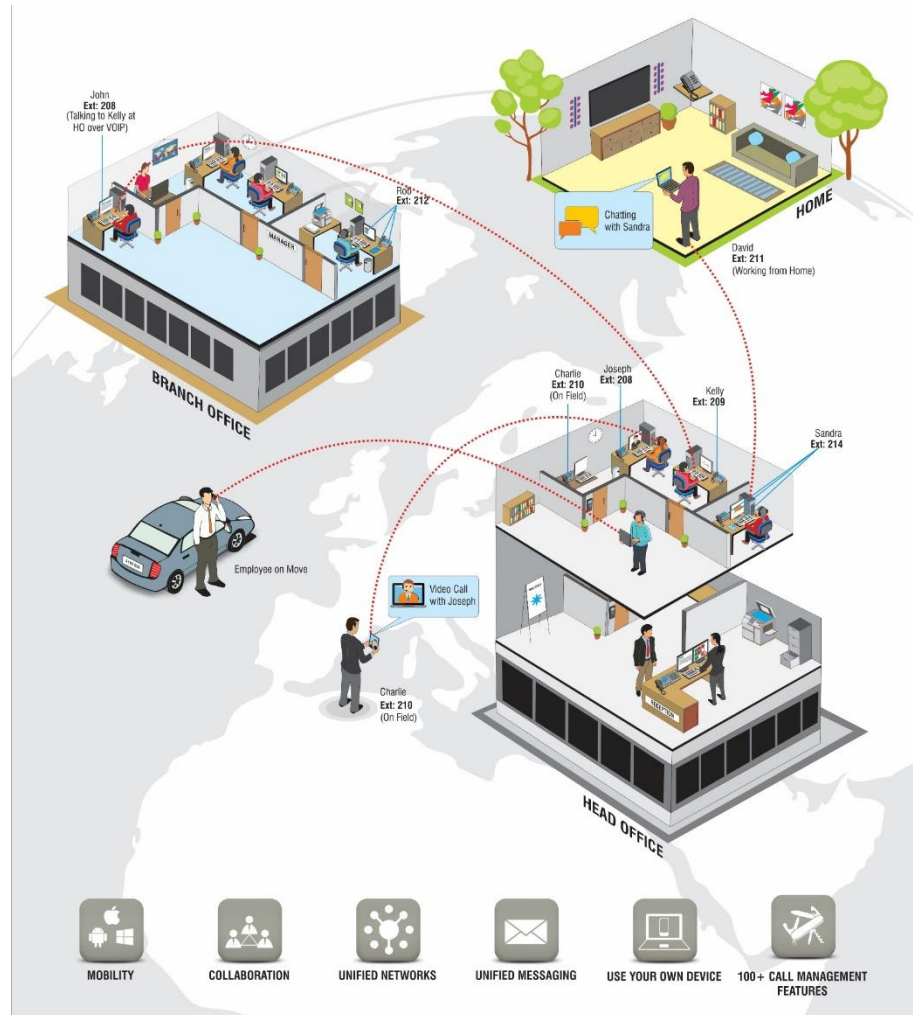 John
Ext: 208
(Talking to Kelly at
HO over VOIP)
Rod
Ext: 212
MANAGER
BRANCH OFFICE
Chatting
with Sandra
HOME
David
Ext: 211
(Working from Home)
Charlie
Ext: 210
(On Field)
Joseph
Ext: 208
Kelly
Ext: 209
Sandra
Ext: 214
Employee on Move
Video Call
with Joseph
Charlie
Ext: 210
(On Field)
RECEPTION
HEAD OFFICE
MOBILITY
COLLABORATION
UNIFIED NETWORKS
UNIFIED MESSAGING
USE YOUR OWN DEVICE
100+ CALL MANAGEMENT
FEATURES